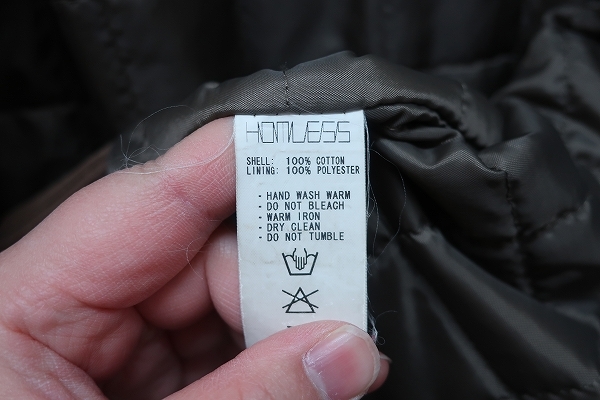 HOMLESS
SHELL: 100% COTTON
LINING: 100% POLYESTER
- HAND WASH WARM
- DO NOT BLEACH
- WARM IRON
- DRY CLEAN
- DO NOT TUMBLE